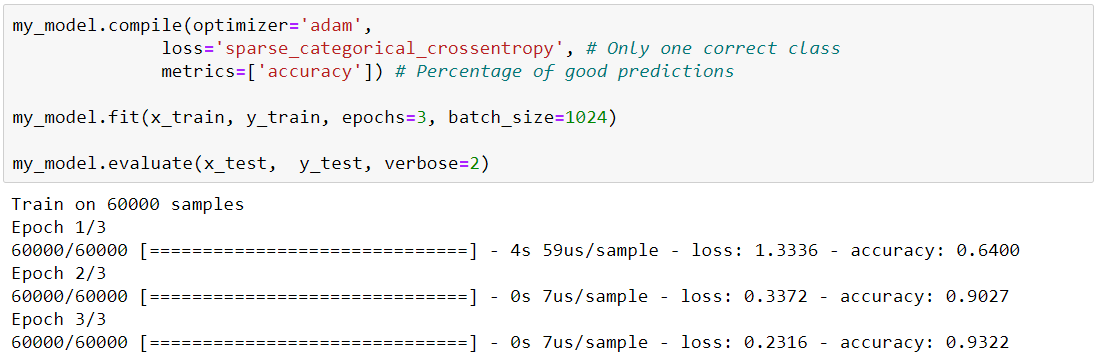 my_model.compile(optimizer='adam',
              loss='sparse_categorical_crossentropy', # Only one correct class
              metrics=['accuracy']) # Percentage of good predictions

my_model.fit(x_train, y_train, epochs=3, batch_size=1024)

my_model.evaluate(x_test,  y_test, verbose=2)
Train on 60000 samples
Epoch 1/3
60000/60000 [==============================] - 4s 59us/sample - loss: 1.3336 - accuracy: 0.6400
Epoch 2/3
60000/60000 [==============================] - 0s 7us/sample - loss: 0.3372 - accuracy: 0.9027
Epoch 3/3
60000/60000 [==============================] - 0s 7us/sample - loss: 0.2316 - accuracy: 0.9322